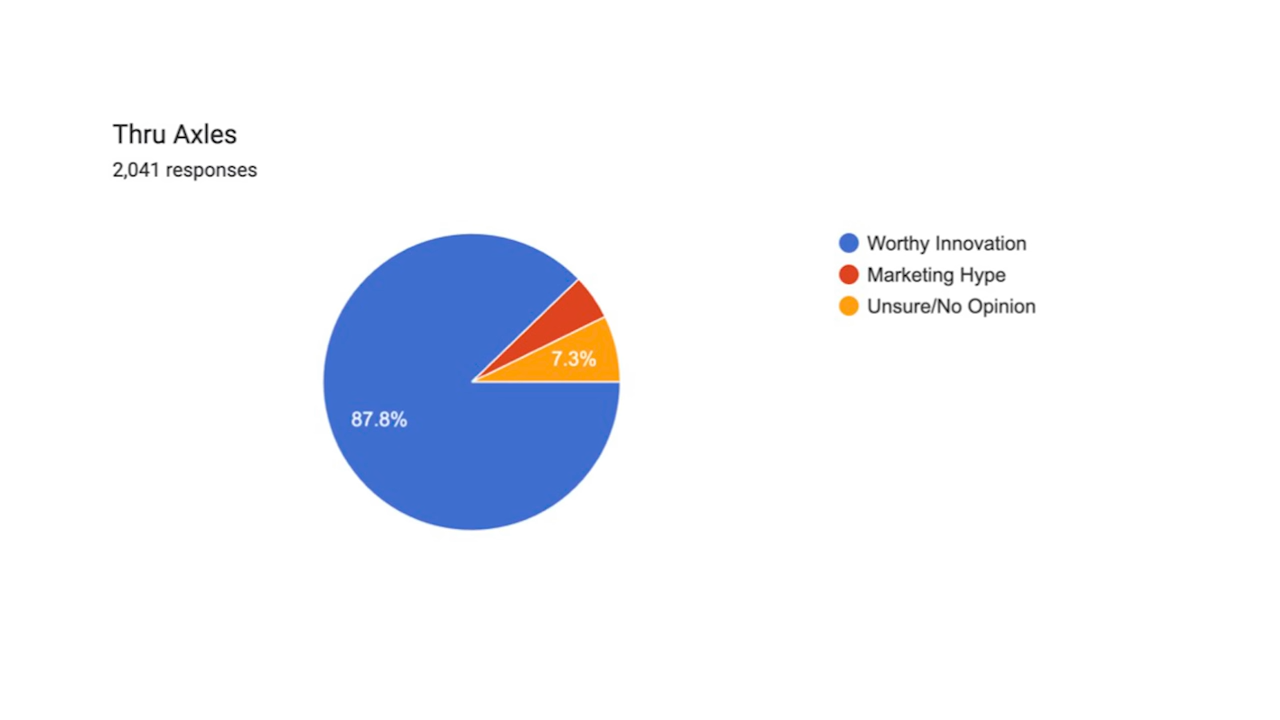 Thru Axles
2,041 responses
Worthy Innovation
Marketing Hype
Unsure/No Opinion
7.3%
87.8%